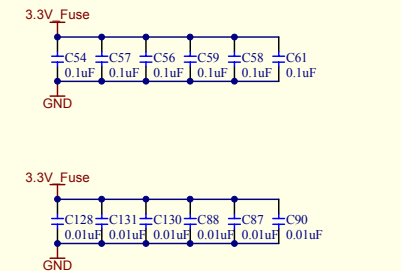 3.3V_Fuse
C54 C57 C56 C59 C58 C61
0.1uF 0.1uF 0.1uF 0.1uF 0.1uF 0.1uF
GND
3.3V_Fuse
C128 C131 C130 C88 C87 C90
0.01uF 0.01uF 0.01uF 0.01uF 0.01uF 0.01uF
GND